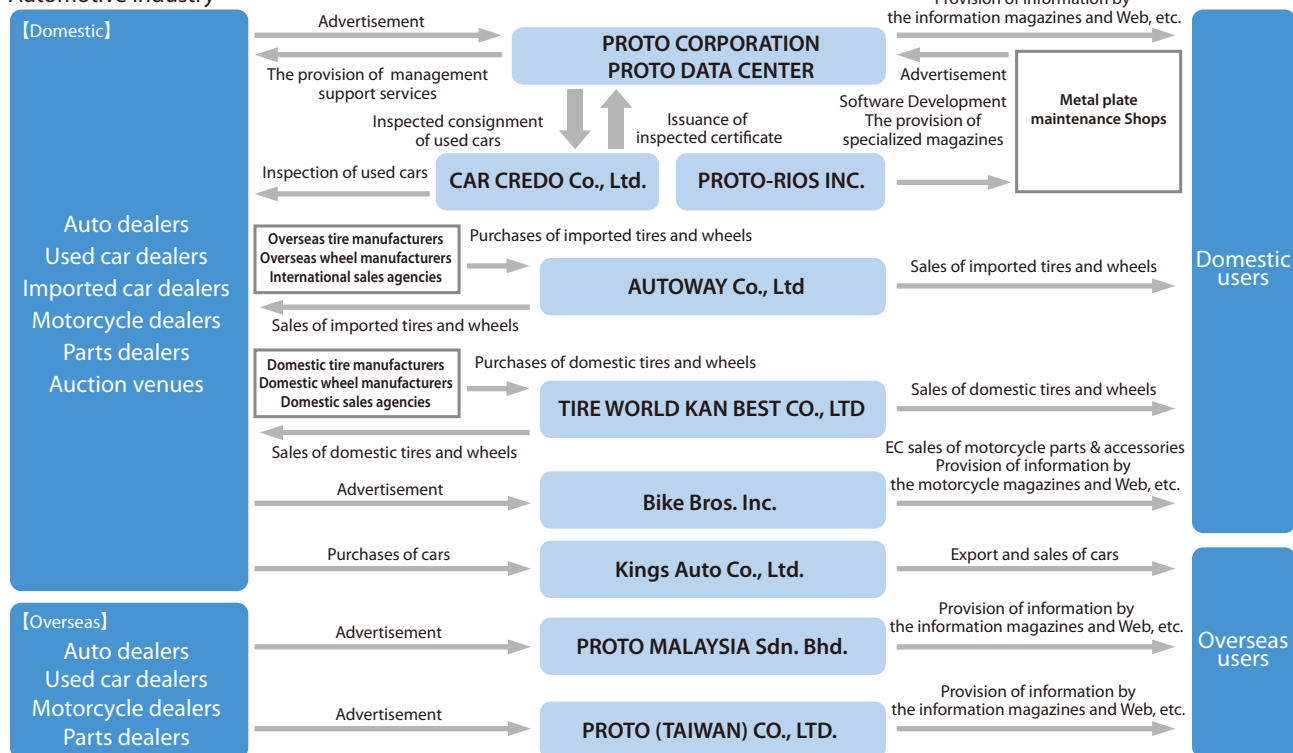 Automotive Industry
【Domestic】
Auto dealers
Used car dealers
Imported car dealers
Motorcycle dealers
Parts dealers
Auction venues
Advertisement
The provision of management
support services
PROTO CORPORATION
PROTO DATA CENTER
Provision of information by
the information magazines and Web, etc.
Advertisement
Metal plate
maintenance Shops
Software Development
The provision of
specialized magazines
Inspected consignment
of used cars
Issuance of
inspected certificate
Inspection of used cars
CAR CREDO Co., Ltd.
PROTO-RIOS INC.
Overseas tire manufacturers
Overseas wheel manufacturers
International sales agencies
Purchases of imported tires and wheels
AUTOWAY Co., Ltd
Sales of imported tires and wheels
Sales of imported tires and wheels
Domestic tire manufacturers
Domestic wheel manufacturers
Domestic sales agencies
Purchases of domestic tires and wheels
TIRE WORLD KAN BEST CO., LTD
Sales of domestic tires and wheels
Sales of domestic tires and wheels
Advertisement
Bike Bros. Inc.
EC sales of motorcycle parts & accessories
Provision of information by
the motorcycle magazines and Web, etc.
Domestic
users
Purchases of cars
Kings Auto Co., Ltd.
Export and sales of cars
【Overseas】
Auto dealers
Used car dealers
Motorcycle dealers
Parts dealers
Advertisement
PROTO MALAYSIA Sdn. Bhd.
Provision of information by
the information magazines and Web, etc.
Advertisement
PROTO (TAIWAN) CO., LTD.
Provision of information by
the information magazines and Web, etc.
Overseas
users